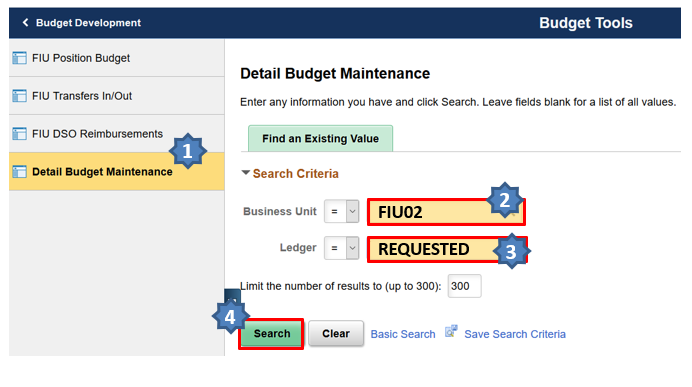 Budget Development
Budget Tools
FIU Position Budget
FIU Transfers In/Out
FIU DSO Reimbursements
1
Detail Budget Maintenance
Detail Budget Maintenance
Enter any information you have and click Search. Leave fields blank for a list of all values.
Find an Existing Value
Search Criteria
Business Unit = FIU02 2
Ledger = REQUESTED 3
Limit the number of results to (up to 300): 300
4
Search Clear Basic Search Save Search Criteria